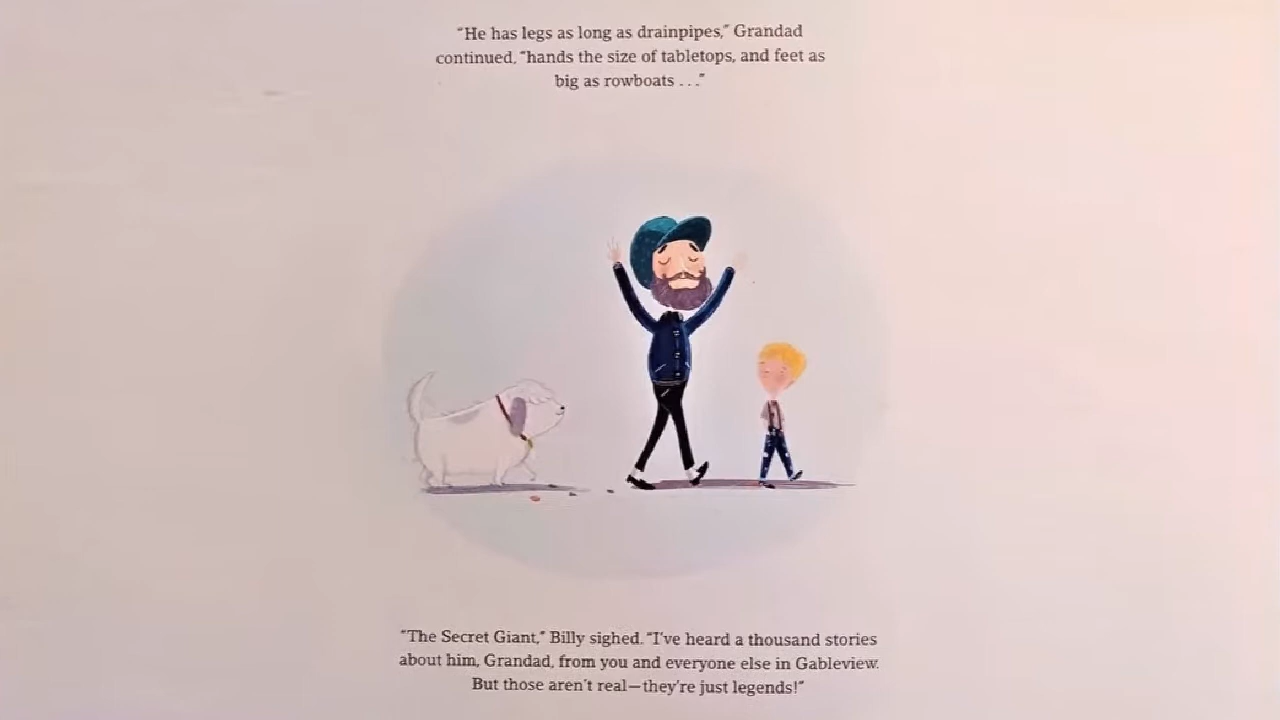 “He has legs as long as drainpipes,” Grandad
continued, “hands the size of tabletops, and feet as
big as rowboats . . .”
“The Secret Giant,” Billy sighed. “I’ve heard a thousand stories
about him, Grandad, from you and everyone else in Gableview.
But those aren’t real—they’re just legends!”